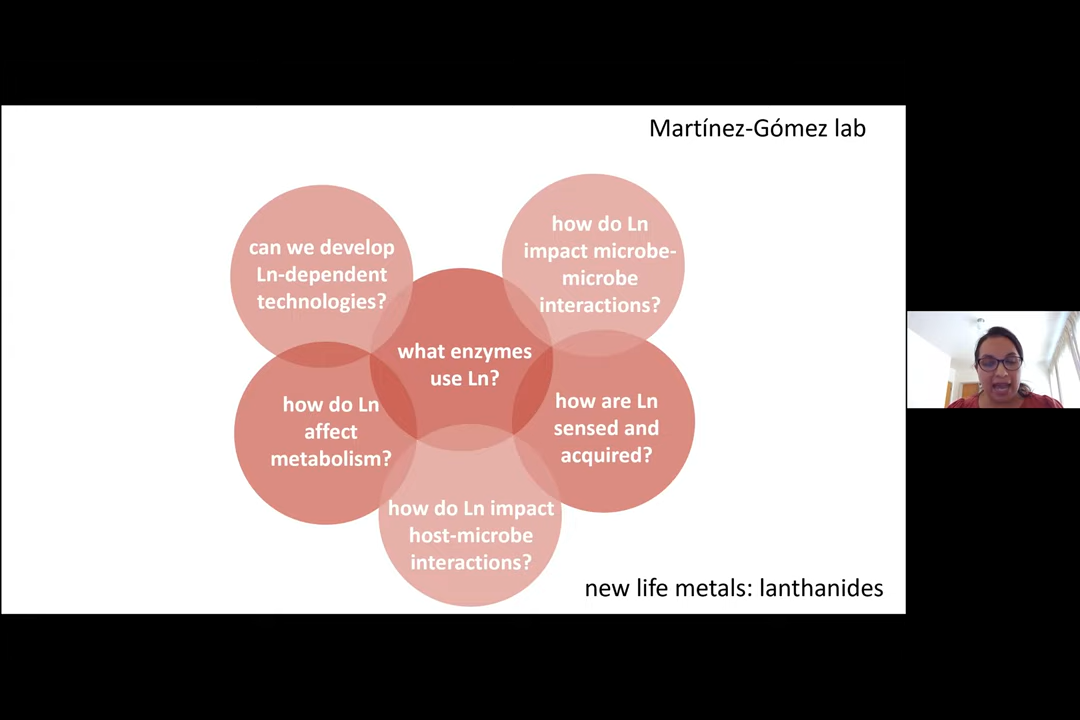 Martínez-Gómez lab
can we develop
Ln-dependent
technologies?
how do Ln
impact microbe-
microbe
interactions?
what enzymes
use Ln?
how do Ln
affect
metabolism?
how are Ln
sensed and
acquired?
how do Ln impact
host-microbe
interactions?
new life metals: lanthanides